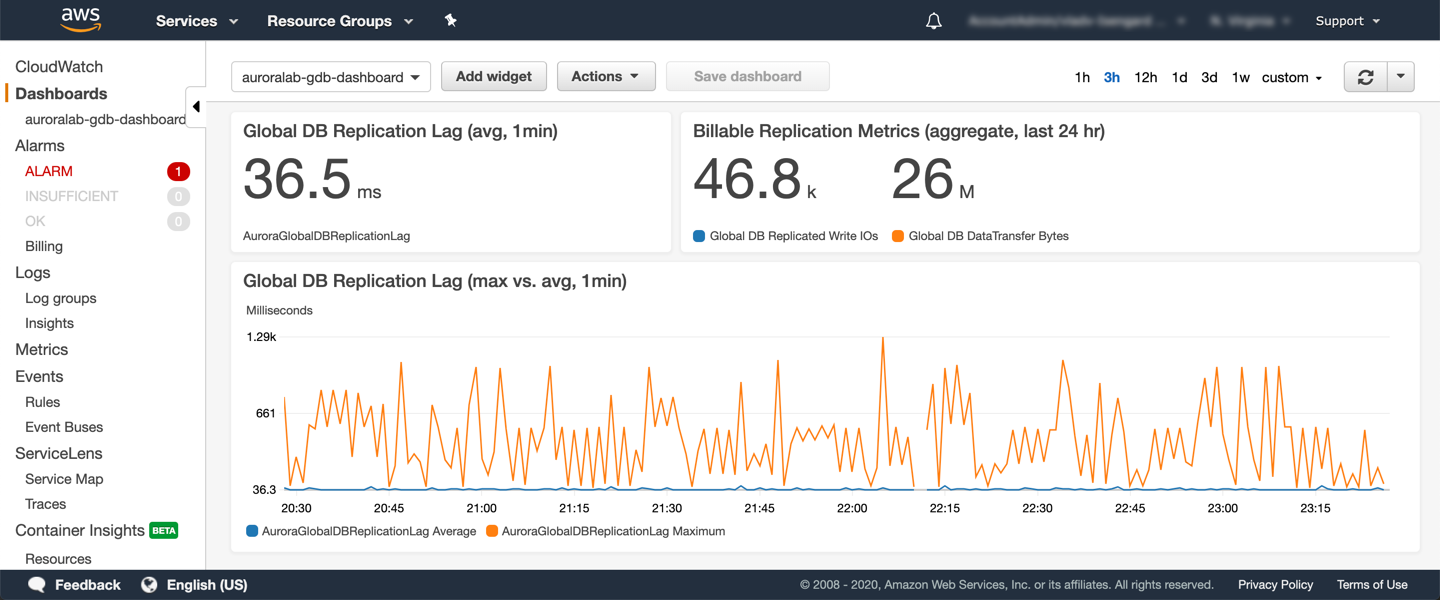 aws Services Resource Groups Support
CloudWatch
Dashboards
auroralab-gdb-dashboard
Alarms
ALARM 1
INSUFFICIENT 0
OK 0
Billing
Logs
Log groups
Insights
Metrics
Events
Rules
Event Buses
ServiceLens
Service Map
Traces
Container Insights BETA
Resources
auroralab-gdb-dashboard Add widget Actions Save dashboard 1h 3h 12h 1d 3d 1w custom
Global DB Replication Lag (avg, 1min)
36.5 ms
AuroraGlobalDBReplicationLag
Billable Replication Metrics (aggregate, last 24 hr)
46.8 k 26 M
Global DB Replicated Write IOs Global DB DataTransfer Bytes
Global DB Replication Lag (max vs. avg, 1min)
Milliseconds
1.29k
661
36.3
20:30 20:45 21:00 21:15 21:30 21:45 22:00 22:15 22:30 22:45 23:00 23:15
AuroraGlobalDBReplicationLag Average AuroraGlobalDBReplicationLag Maximum
Feedback English (US) © 2008 - 2020, Amazon Web Services, Inc. or its affiliates. All rights reserved. Privacy Policy Terms of Use